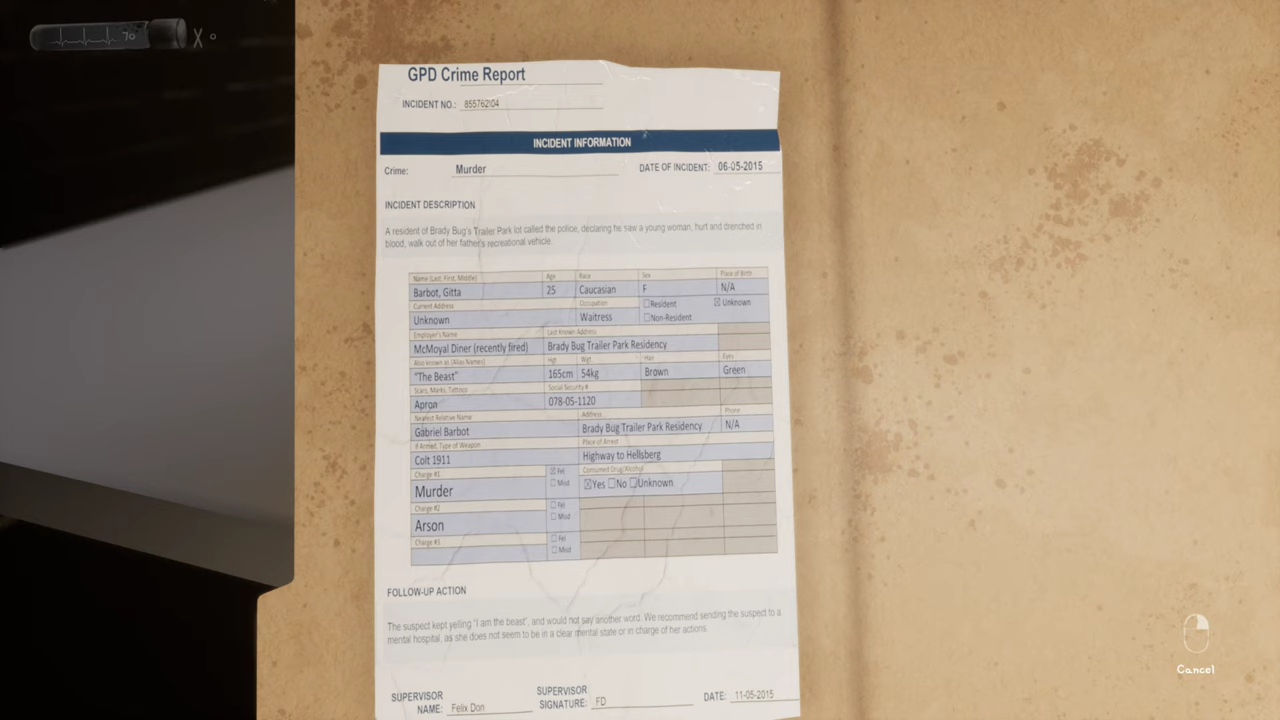 70 X 0
GPD Crime Report
INCIDENT NO.: 855762104
INCIDENT INFORMATION
Crime: Murder DATE OF INCIDENT: 06-05-2015
INCIDENT DESCRIPTION
A resident of Brady Bug's Trailer Park lot called the police, declaring he saw a young woman, hurt and drenched in
blood, walk out of her father's recreational vehicle.
Name (Last, First, Middle) Age Race Sex Place of Birth
Barbot, Gitta 25 Caucasian F N/A
Current Address Occupation ☐Resident ☒ Unknown
Unknown Waitress ☐Non-Resident
Employer's Name Last Known Address
McMoyal Diner (recently fired) Brady Bug Trailer Park Residency
Also known as (Alias Names) Hgt Wgt Hair Eyes
"The Beast" 165cm 54kg Brown Green
Scars, Marks, Tattoos Social Security #
Apron 078-05-1120
Nearest Relative Name Address Phone
Gabriel Barbot Brady Bug Trailer Park Residency N/A
If Armed, Type of Weapon Place of Arrest
Colt 1911 Highway to Hellsberg
Charge #1 ☒ Fel Consumed Drug/Alcohol
Murder ☐ Misd ☒Yes ☐No ☐Unknown
Charge #2 ☐ Fel
Arson ☐ Misd
Charge #3 ☐ Fel
☐ Misd
FOLLOW-UP ACTION
The suspect kept yelling 'I am the beast', and would not say another word. We recommend sending the suspect to a
mental hospital, as she does not seem to be in a clear mental state or in charge of her actions.
SUPERVISOR NAME: Felix Don SUPERVISOR SIGNATURE: FD DATE: 11-05-2015
Cancel